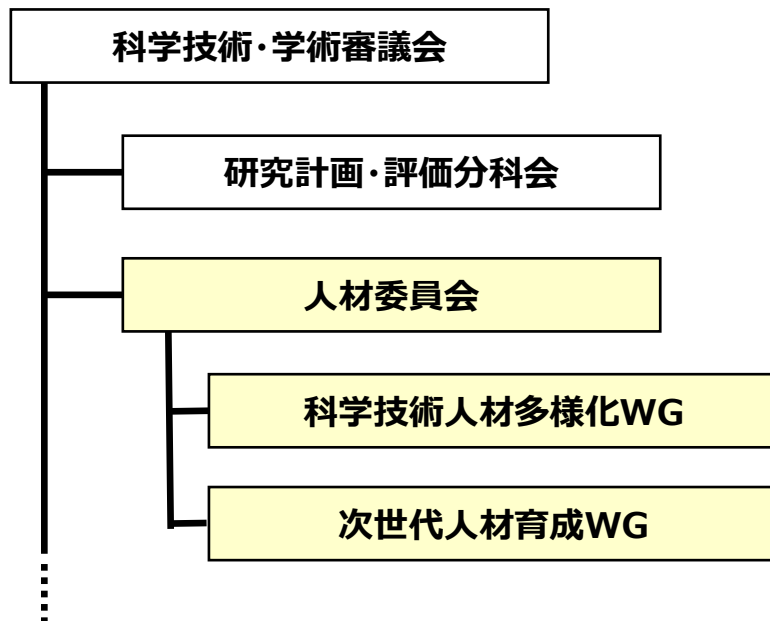 科学技術・学術審議会
研究計画・評価分科会
人材委員会
科学技術人材多様化WG
次世代人材育成WG